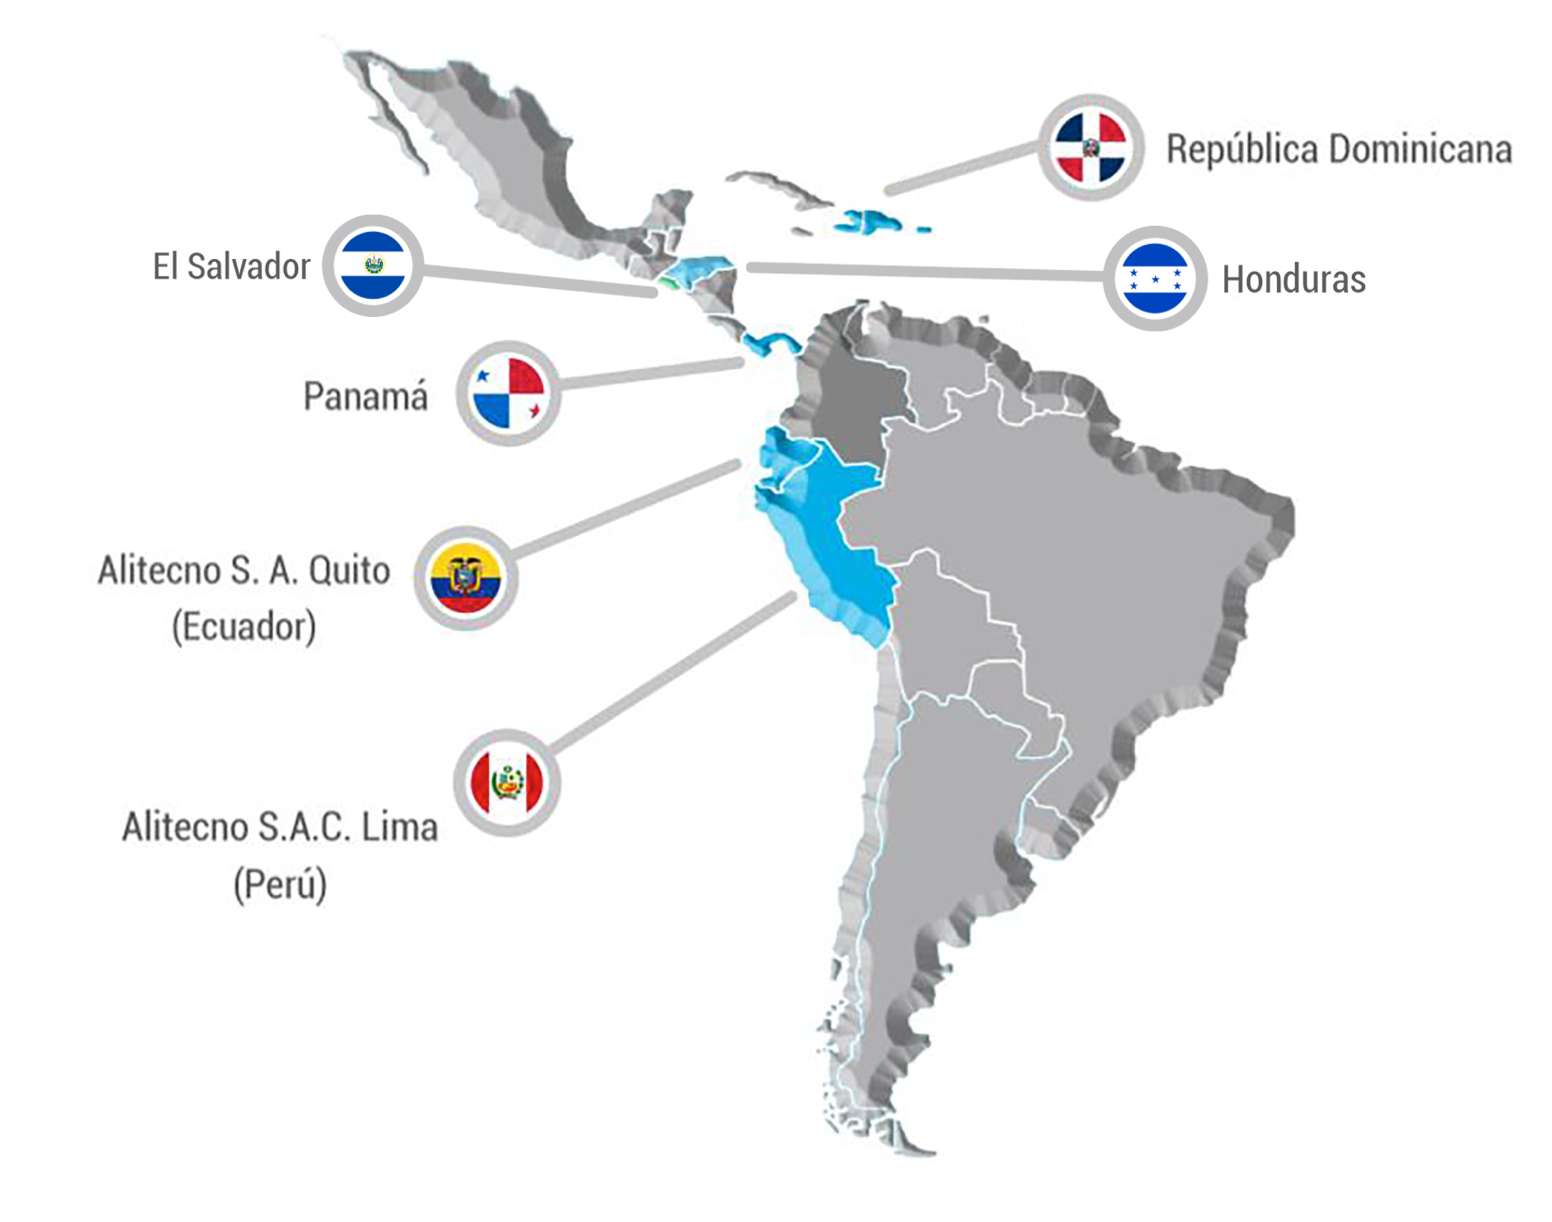 República Dominicana
El Salvador
Honduras
Panamá
Alitecno S. A. Quito
(Ecuador)
Alitecno S.A.C. Lima
(Perú)